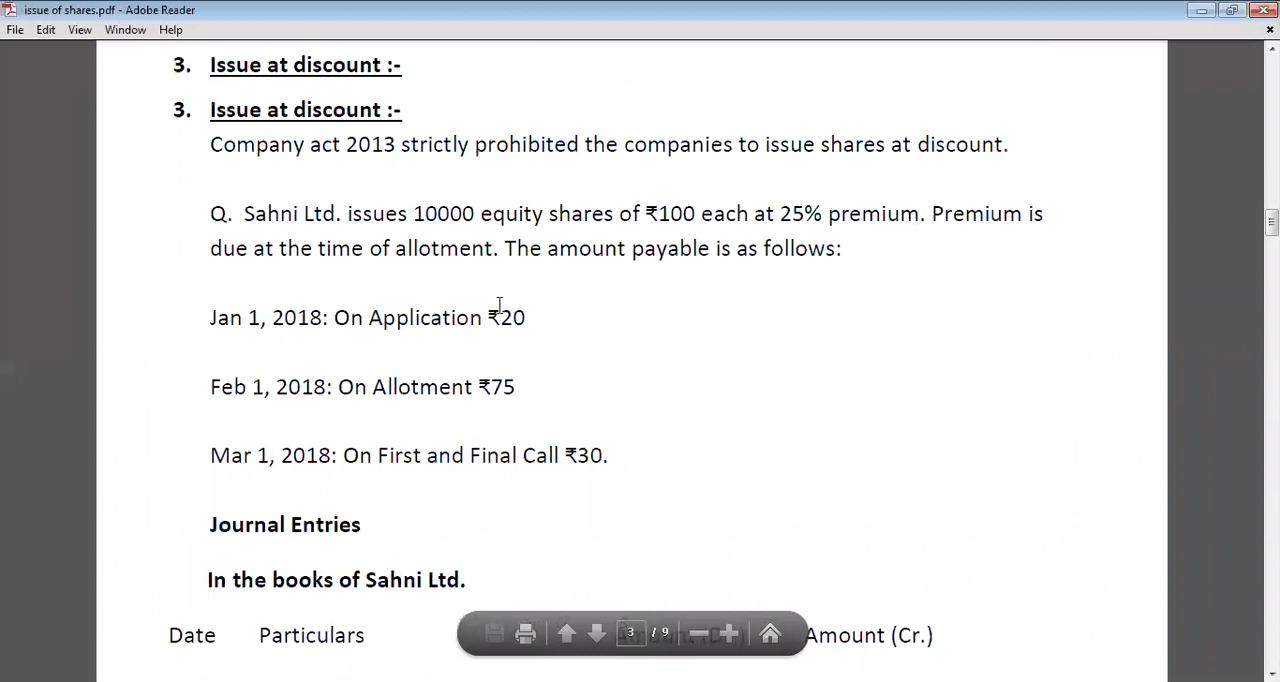 issue of shares.pdf - Adobe Reader
File Edit View Window Help
3. Issue at discount :-
3. Issue at discount :-
Company act 2013 strictly prohibited the companies to issue shares at discount.
Q. Sahni Ltd. issues 10000 equity shares of ₹100 each at 25% premium. Premium is
due at the time of allotment. The amount payable is as follows:
Jan 1, 2018: On Application ₹20
Feb 1, 2018: On Allotment ₹75
Mar 1, 2018: On First and Final Call ₹30.
Journal Entries
In the books of Sahni Ltd.
Date Particulars Amount (Cr.)
3 / 9